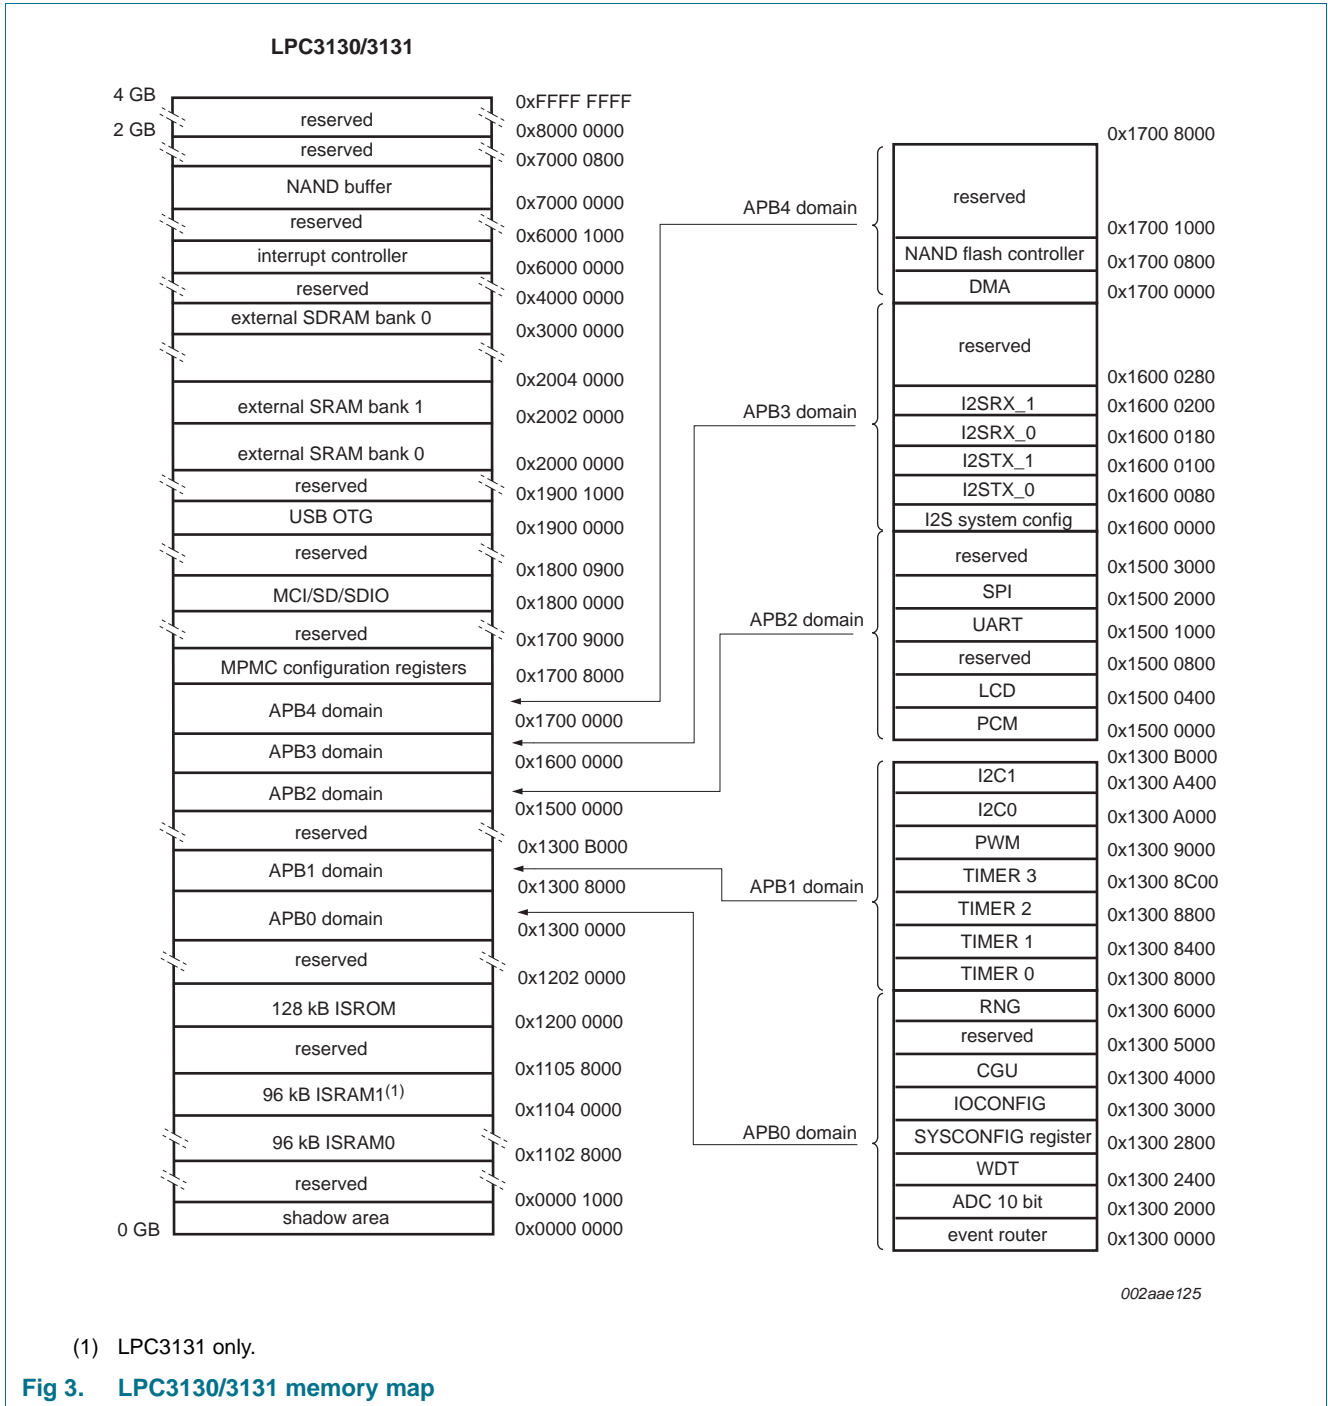 LPC3130/3131
4 GB
reserved
0xFFFF FFFF
2 GB
0x8000 0000
reserved
0x7000 0800
NAND buffer
0x7000 0000
reserved
0x6000 1000
interrupt controller
0x6000 0000
reserved
0x4000 0000
external SDRAM bank 0
0x3000 0000
0x2004 0000
external SRAM bank 1
0x2002 0000
external SRAM bank 0
0x2000 0000
reserved
0x1900 1000
USB OTG
0x1900 0000
reserved
0x1800 0900
MCI/SD/SDIO
0x1800 0000
reserved
0x1700 9000
MPMC configuration registers
0x1700 8000
APB4 domain
0x1700 0000
APB3 domain
0x1600 0000
APB2 domain
0x1500 0000
reserved
0x1300 B000
APB1 domain
0x1300 8000
APB0 domain
0x1300 0000
reserved
0x1202 0000
128 kB ISROM
0x1200 0000
reserved
0x1105 8000
96 kB ISRAM1(1)
0x1104 0000
96 kB ISRAM0
0x1102 8000
reserved
0x0000 1000
shadow area
0 GB
0x0000 0000
APB4 domain
0x1700 8000
reserved
0x1700 1000
NAND flash controller
0x1700 0800
DMA
0x1700 0000
APB3 domain
reserved
0x1600 0280
I2SRX_1
0x1600 0200
I2SRX_0
0x1600 0180
I2STX_1
0x1600 0100
I2STX_0
0x1600 0080
I2S system config
0x1600 0000
APB2 domain
reserved
0x1500 3000
SPI
0x1500 2000
UART
0x1500 1000
reserved
0x1500 0800
LCD
0x1500 0400
PCM
0x1500 0000
APB1 domain
0x1300 B000
I2C1
0x1300 A400
I2C0
0x1300 A000
PWM
0x1300 9000
TIMER 3
0x1300 8C00
TIMER 2
0x1300 8800
TIMER 1
0x1300 8400
TIMER 0
0x1300 8000
APB0 domain
RNG
0x1300 6000
reserved
0x1300 5000
CGU
0x1300 4000
IOCONFIG
0x1300 3000
SYSCONFIG register
0x1300 2800
WDT
0x1300 2400
ADC 10 bit
0x1300 2000
event router
0x1300 0000
002aae125
(1) LPC3131 only.
Fig 3. LPC3130/3131 memory map